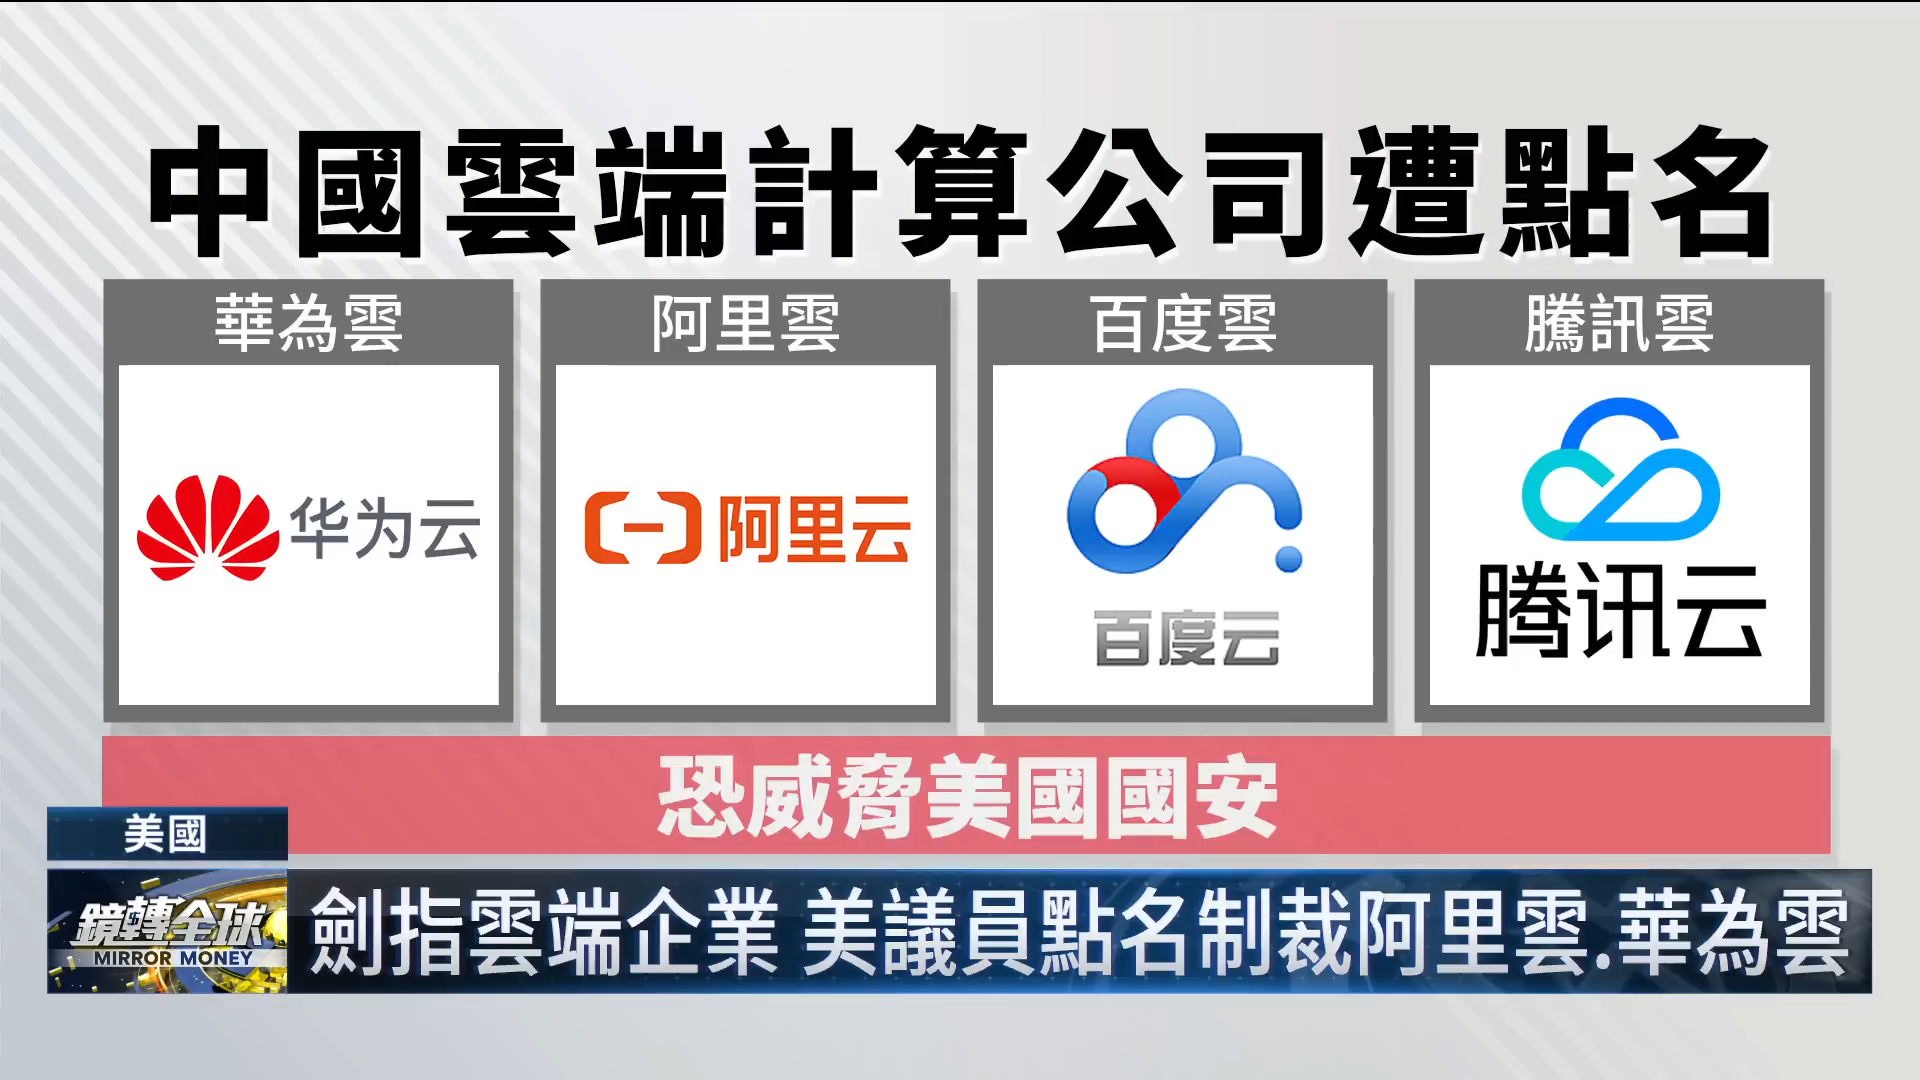 中國雲端計算公司遭點名
華為雲
阿里雲
百度雲
騰訊雲
华为云
阿里云
百度云
腾讯云
恐威脅美國國安
美國
鏡轉全球
MIRROR MONEY
劍指雲端企業 美議員點名制裁阿里雲.華為雲